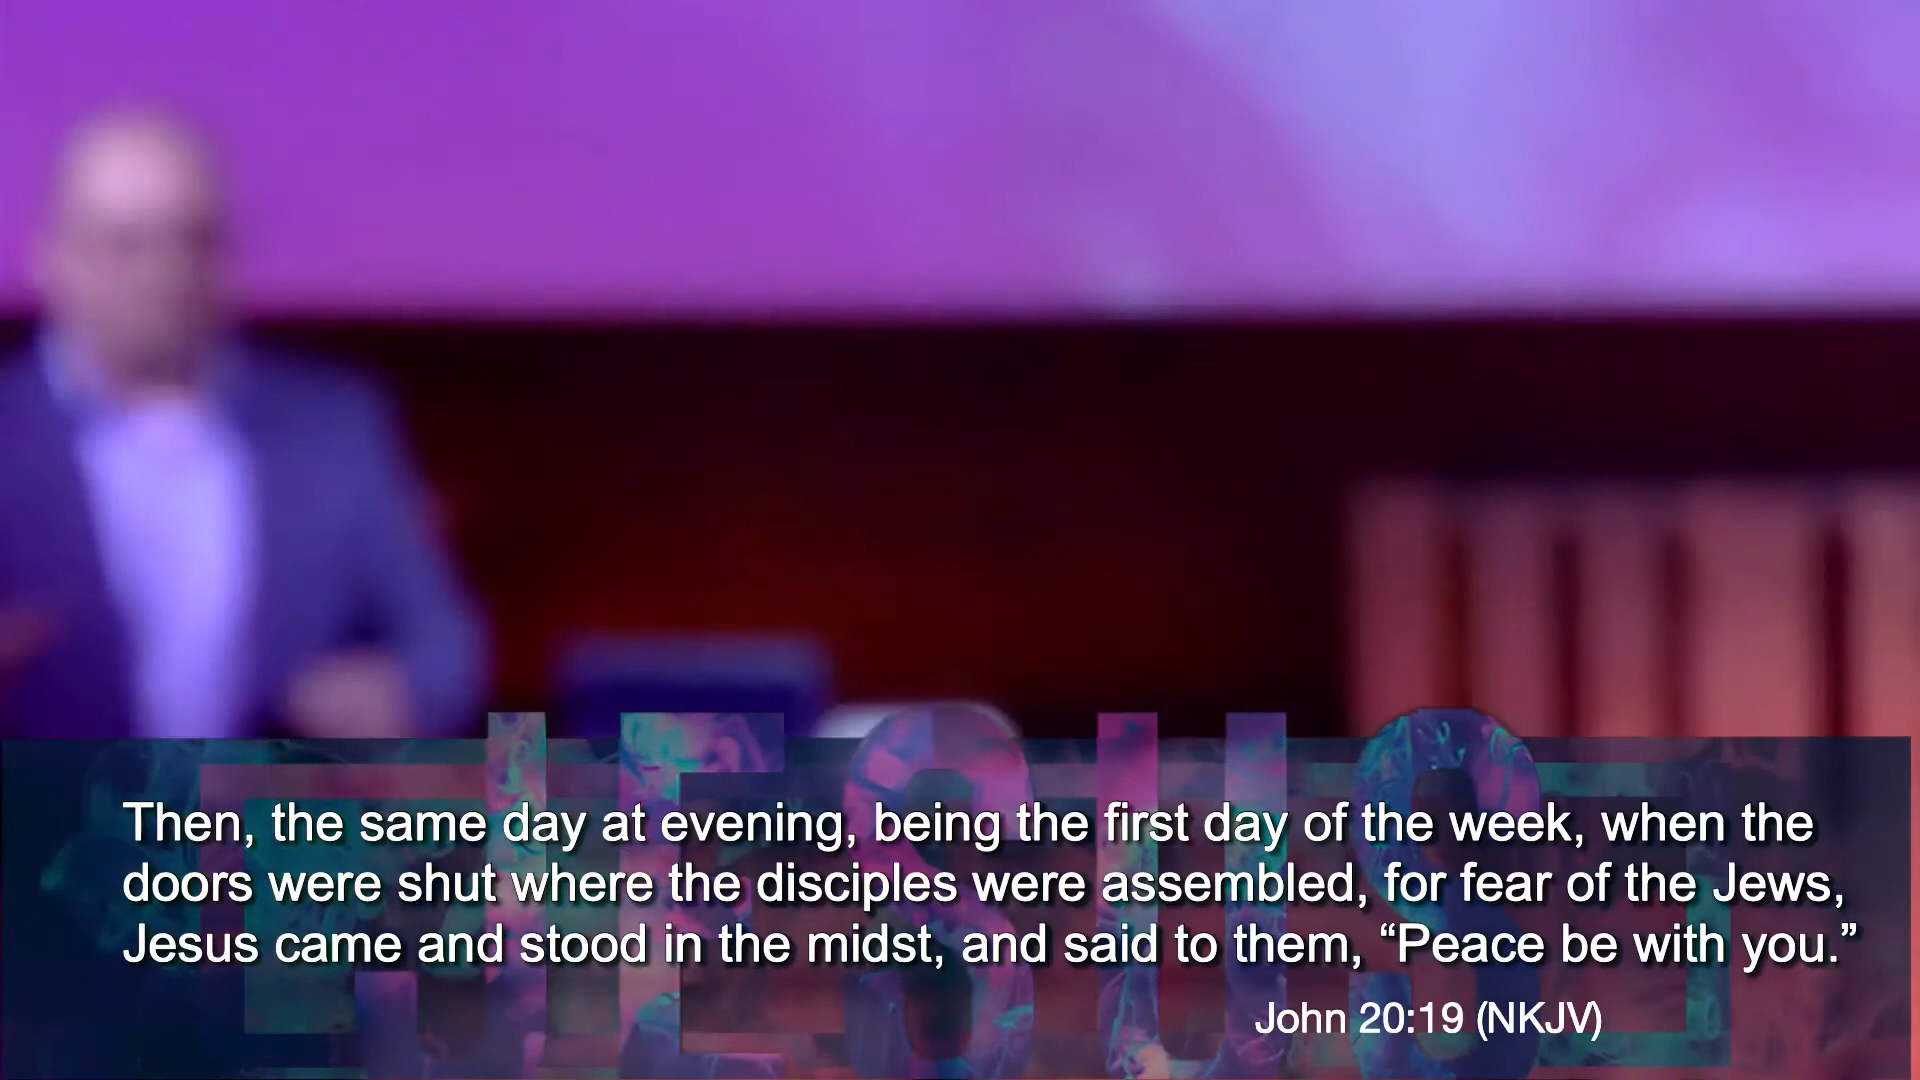 JESUS
Then, the same day at evening, being the first day of the week, when the
doors were shut where the disciples were assembled, for fear of the Jews,
Jesus came and stood in the midst, and said to them, “Peace be with you.”
John 20:19 (NKJV)